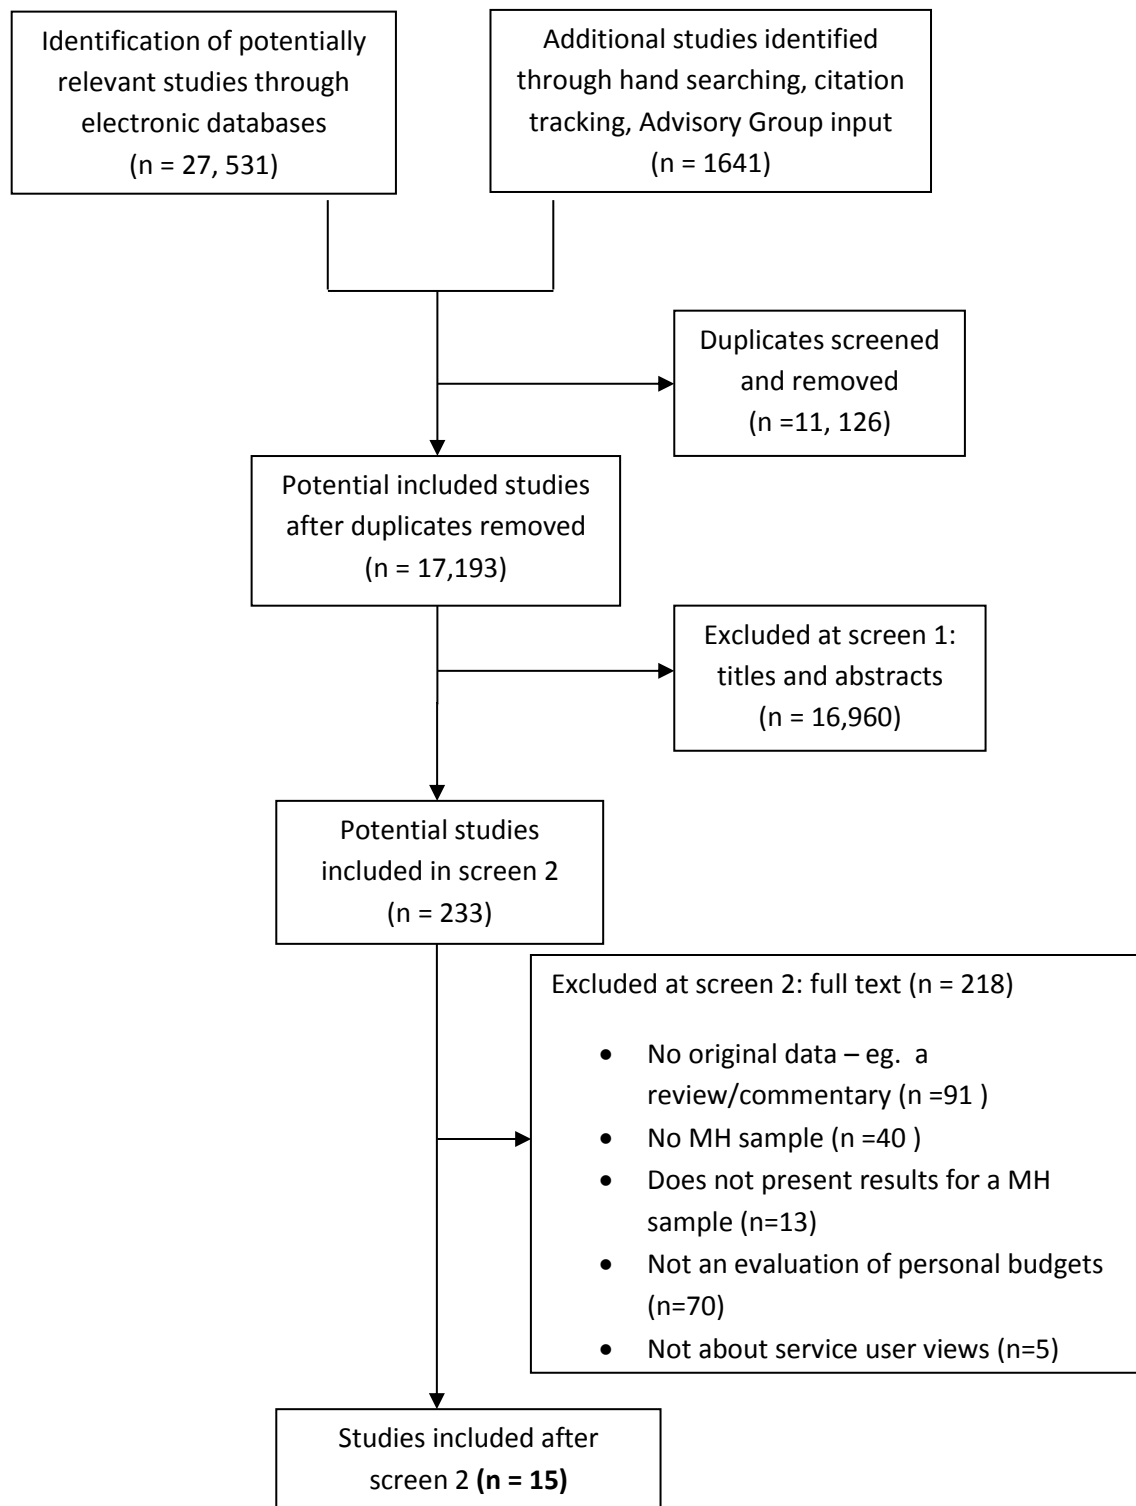 Identification of potentially
relevant studies through
electronic databases
(n = 27, 531)
Additional studies identified
through hand searching, citation
tracking, Advisory Group input
(n = 1641)
Duplicates screened
and removed
(n =11, 126)
Potential included studies
after duplicates removed
(n = 17,193)
Excluded at screen 1:
titles and abstracts
(n = 16,960)
Potential studies
included in screen 2
(n = 233)
Excluded at screen 2: full text (n = 218)
• No original data – eg.  a
review/commentary (n =91 )
• No MH sample (n =40 )
• Does not present results for a MH
sample (n=13)
• Not an evaluation of personal budgets
(n=70)
• Not about service user views (n=5)
Studies included after
screen 2 (n = 15)